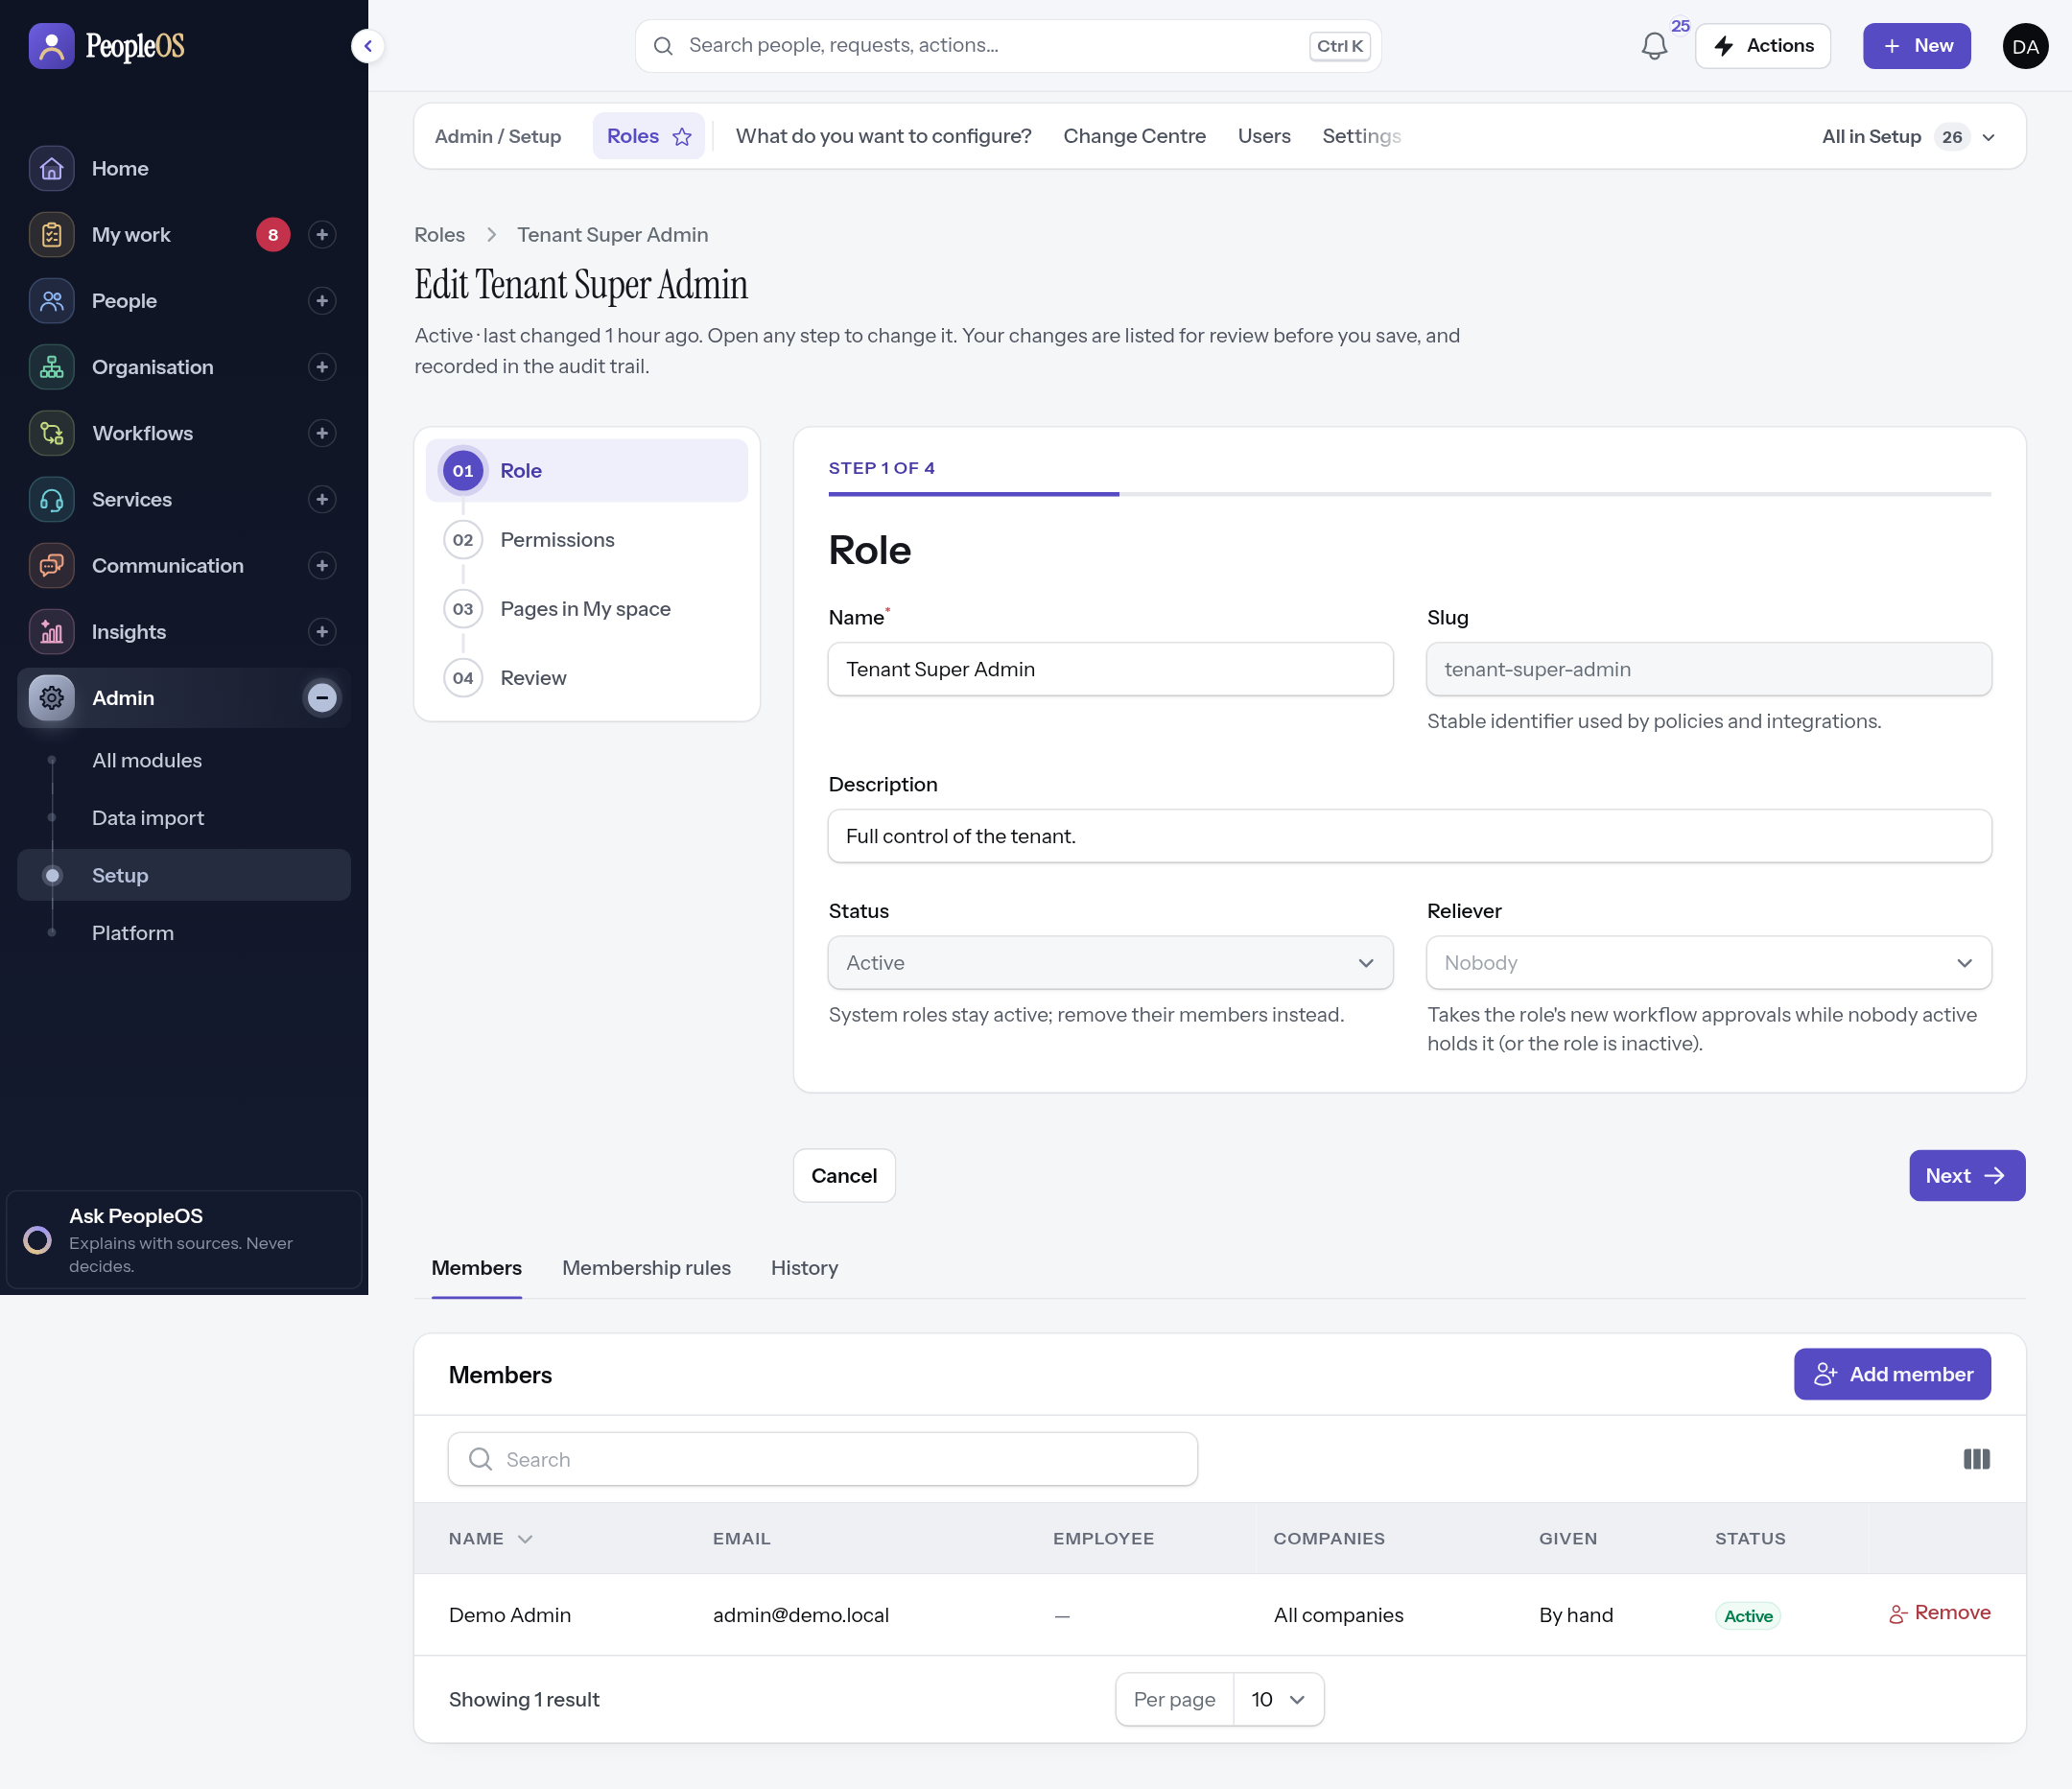 PeopleOS
Search people, requests, actions...
Ctrl K
25
Actions
New
DA
Home
My work
8
People
Organisation
Workflows
Services
Communication
Insights
Admin
All modules
Data import
Setup
Platform
Ask PeopleOS
Explains with sources. Never
decides.
Admin / Setup
Roles
What do you want to configure?
Change Centre
Users
Settings
All in Setup
26
Roles
Tenant Super Admin
Edit Tenant Super Admin
Active · last changed 1 hour ago. Open any step to change it. Your changes are listed for review before you save, and
recorded in the audit trail.
01
Role
02
Permissions
03
Pages in My space
04
Review
STEP 1 OF 4
Role
Name*
Tenant Super Admin
Slug
tenant-super-admin
Stable identifier used by policies and integrations.
Description
Full control of the tenant.
Status
Active
System roles stay active; remove their members instead.
Reliever
Nobody
Takes the role's new workflow approvals while nobody active
holds it (or the role is inactive).
Cancel
Next
Members
Membership rules
History
Members
Add member
Search
NAME
EMAIL
EMPLOYEE
COMPANIES
GIVEN
STATUS
Demo Admin
admin@demo.local
—
All companies
By hand
Active
Remove
Showing 1 result
Per page
10